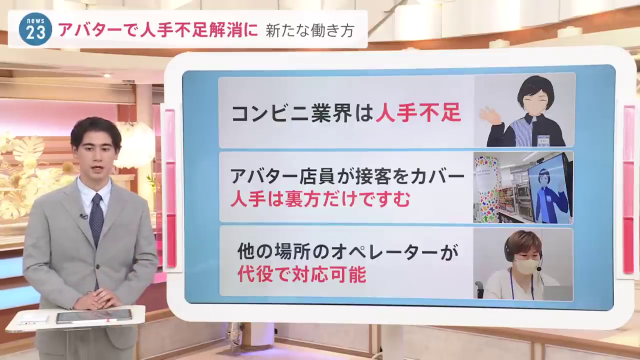 news
23
アバターで人手不足解消に 新たな働き方
コンビニ業界は人手不足
アバター店員が接客をカバー
人手は裏方だけですむ
他の場所のオペレーターが
代役で対応可能